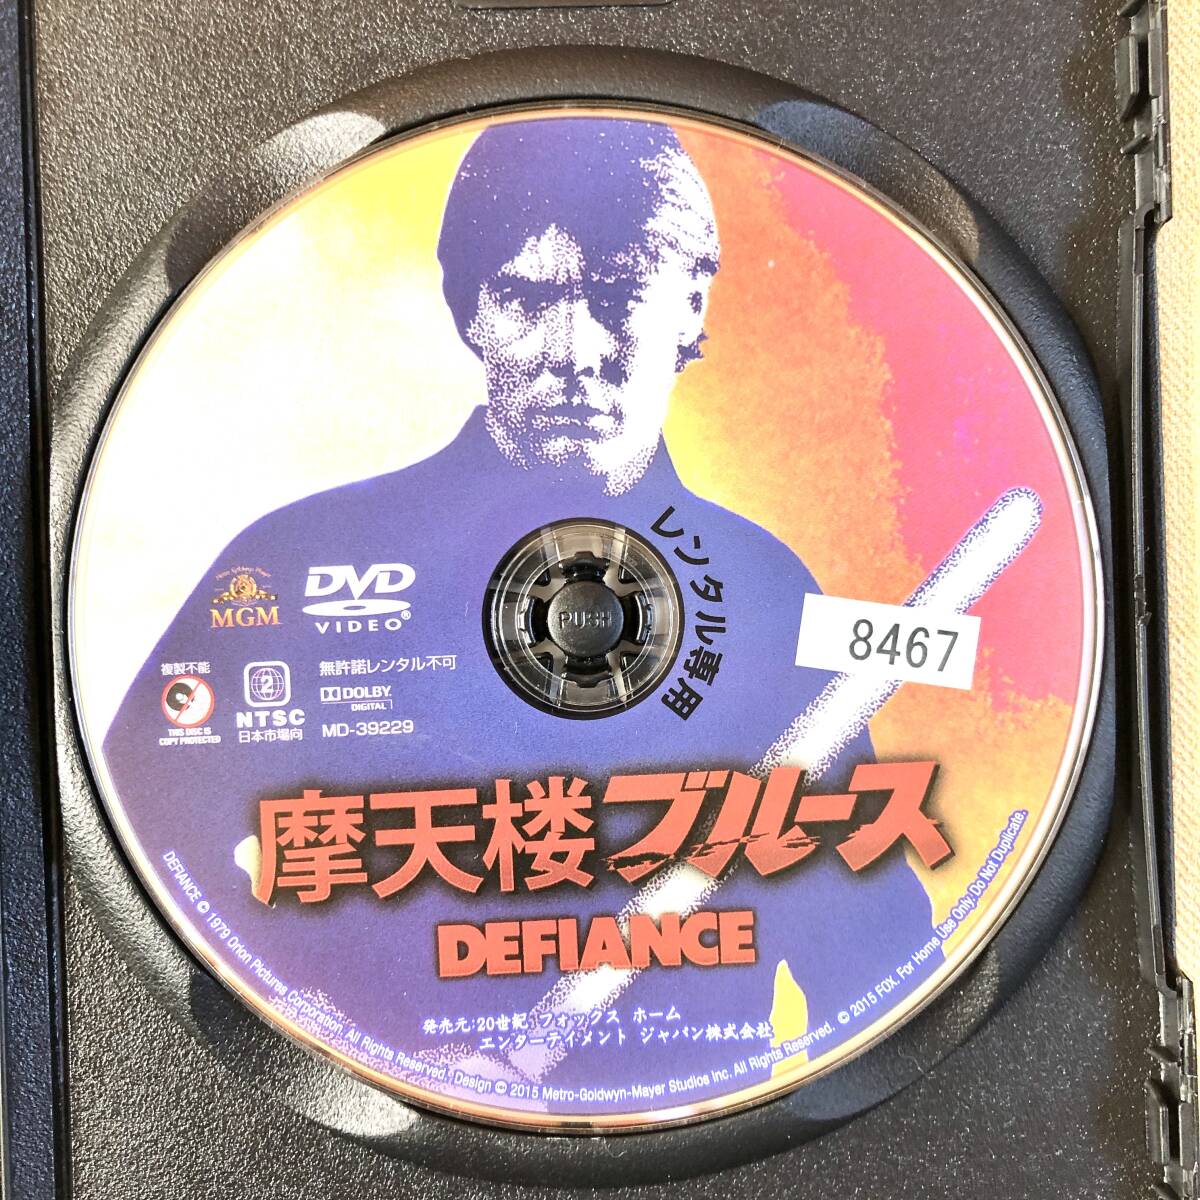 MGM
DVD
VIDEO®
PUSH
レンタル専用
8467
複製不能
THIS DISC IS
COPY PROTECTED
2
NTSC
日本市場向
無許諾レンタル不可
DOLBY
DIGITAL
MD-39229
摩天楼ブルース
DEFIANCE
発売元:20世紀 フォックス ホーム
エンターテイメント ジャパン株式会社
DEFIANCE © 1979 Orion Pictures Corporation. All Rights Reserved. Design © 2015 Metro-Goldwyn-Mayer Studios Inc. All Rights Reserved. © 2015 FOX. For Home Use Only. Do Not Duplicate.